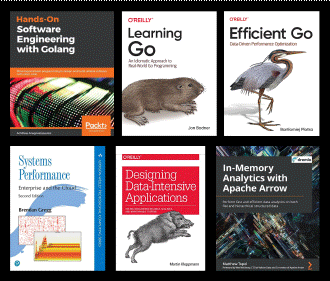 Hands-On
Software
Engineering
with Golang
Packt
O'REILLY®
Learning
Go
An Idiomatic Approach to
Real-World Go Programming
Jon Bodner
O'REILLY®
Efficient Go
Data-Driven Performance Optimization
Bartłomiej Płotka
Systems
Performance
Enterprise and the Cloud
Second Edition
Brendan Gregg
O'REILLY®
Designing
Data-Intensive
Applications
Martin Kleppmann
dremio
In-Memory
Analytics with
Apache Arrow
Matthew Topol